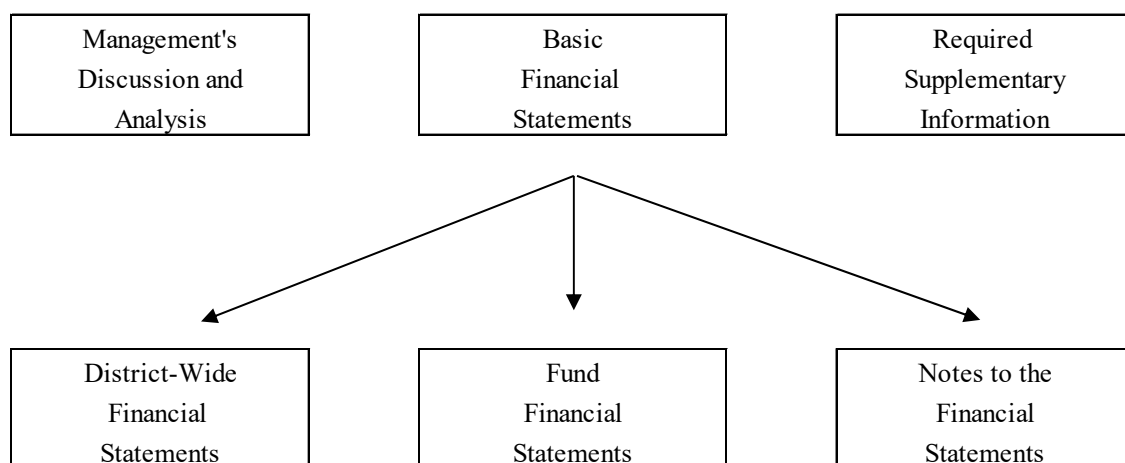 Management's
Discussion and
Analysis
Basic
Financial
Statements
Required
Supplementary
Information
District-Wide
Financial
Statements
Fund
Financial
Statements
Notes to the
Financial
Statements